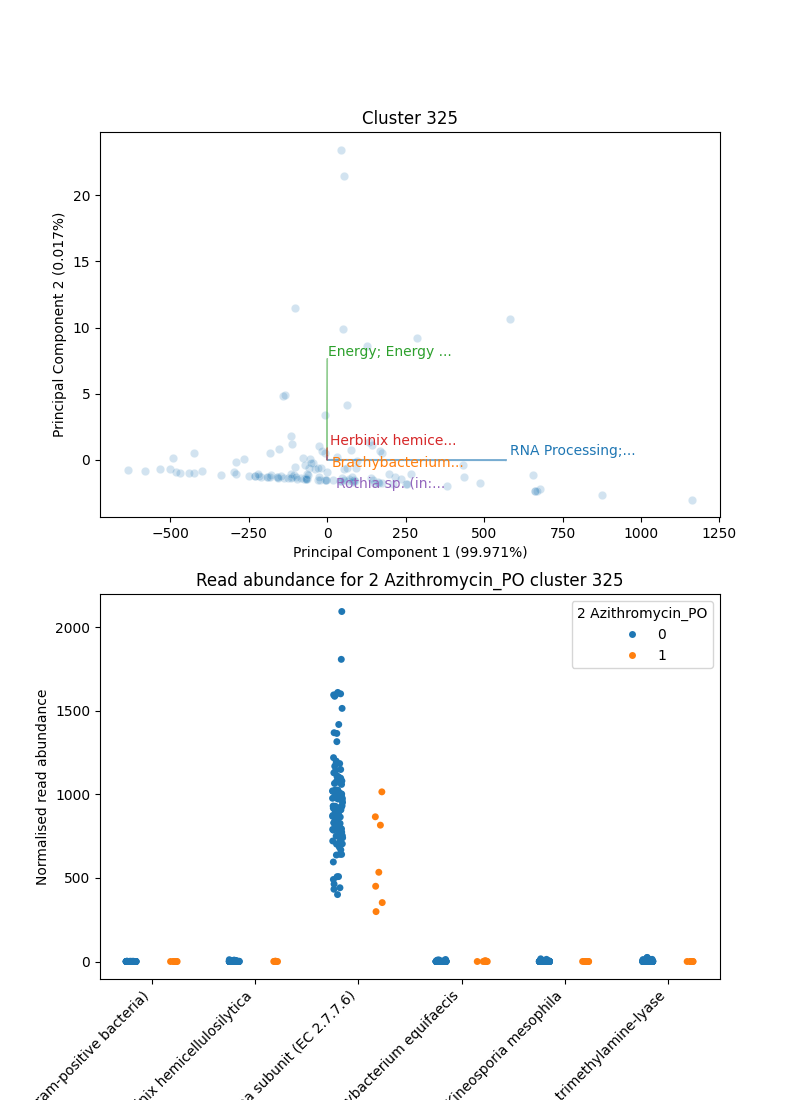 Cluster 325
Principal Component 2 (0.017%)
20
15
10
5
0
Energy; Energy ...
Herbinix hemice...
RNA Processing;...
Brachybacterium...
Rothia sp. (in:...
−500
−250
0
250
500
750
1000
1250
Principal Component 1 (99.971%)
Read abundance for 2 Azithromycin_PO cluster 325
Normalised read abundance
2000
1500
1000
500
0
2 Azithromycin_PO
0
1
ram-positive bacteria)
nix hemicellulosilytica
a subunit (EC 2.7.7.6)
ybacterium equifaecis
Kineosporia mesophila
trimethylamine-lyase